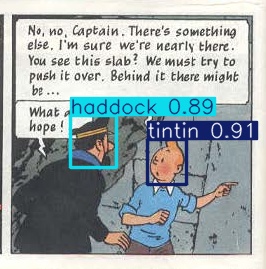 No, no, Captain. There's something
else. I'm sure we're nearly there.
You see this slab? We must try to
push it over. Behind it there might
be ...
What a
hope!
haddock 0.89
tintin 0.91